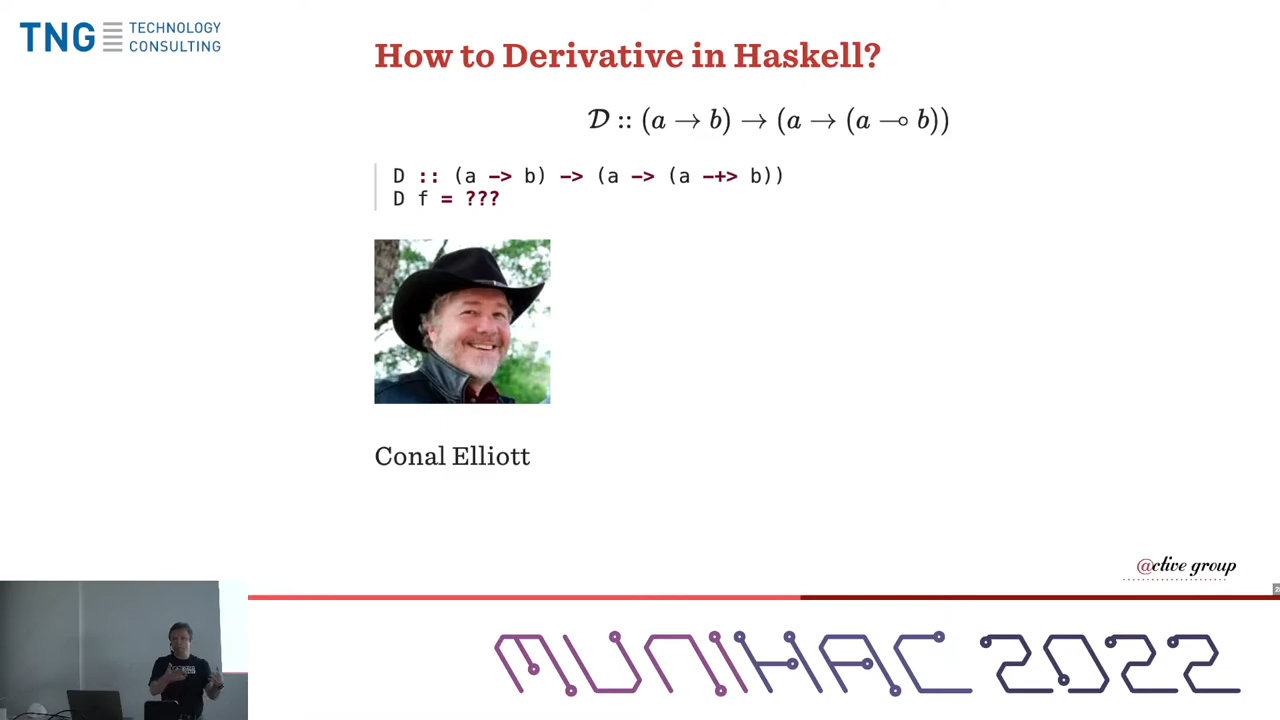 TNG TECHNOLOGY
CONSULTING
How to Derivative in Haskell?
𝒟 :: (a → b) → (a → (a ⊸ b))
D :: (a -> b) -> (a -> (a -+> b))
D f = ???
Conal Elliott
@ctive group
MUNIHAC 2022